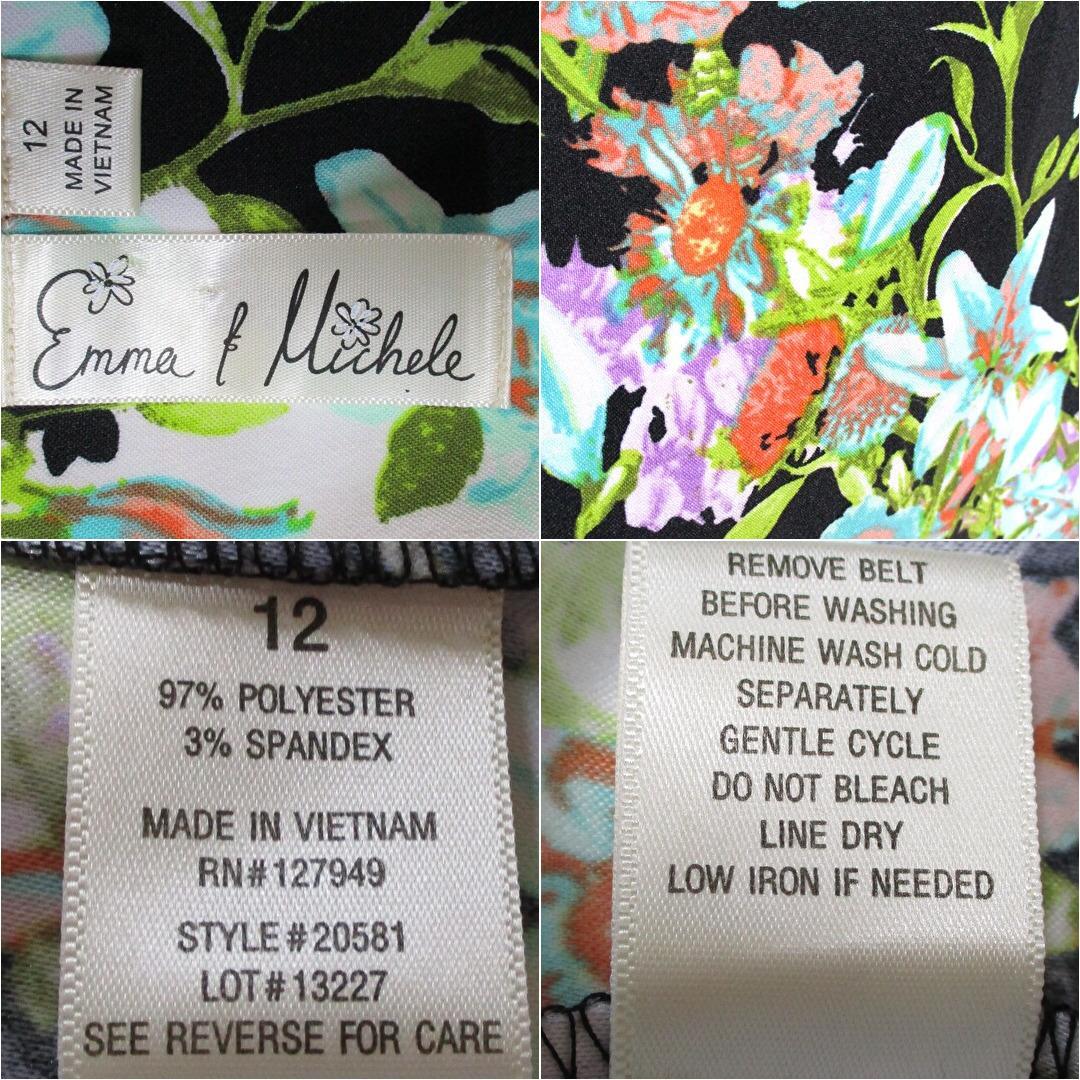 12
MADE IN
VIETNAM
Emma & Michele
12
97% POLYESTER
3% SPANDEX
MADE IN VIETNAM
RN#127949
STYLE#20581
LOT#13227
SEE REVERSE FOR CARE
REMOVE BELT
BEFORE WASHING
MACHINE WASH COLD
SEPARATELY
GENTLE CYCLE
DO NOT BLEACH
LINE DRY
LOW IRON IF NEEDED